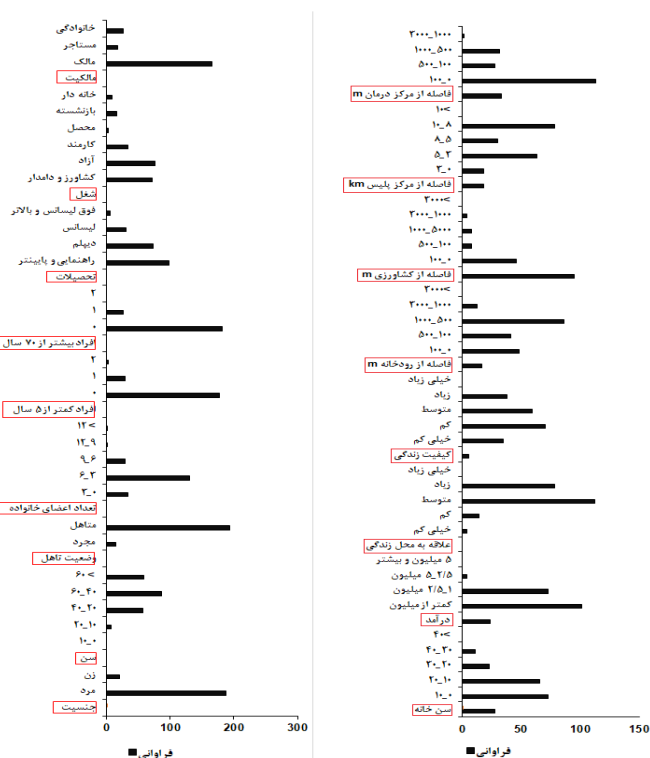 خانوادگی
مستاجر
مالک
مالکیت
خانه دار
بازنشسته
محصل
کارمند
آزاد
کشاورز و دامدار
شغل
فوق لیسانس و بالاتر
لیسانس
دیپلم
راهنمایی و پایینتر
تحصیلات
۲
۱
۰
افراد بیشتر از ۷۰ سال
۲
۱
۰
افراد کمتر از ۵ سال
۱۲<
۱۲_۹
۹_۶
۶_۳
۳_۰
تعداد اعضای خانواده
متاهل
مجرد
وضعیت تاهل
۶۰<
۶۰_۴۰
۴۰_۲۰
۲۰_۱۰
۱۰_۰
سن
زن
مرد
جنسیت
0 100 200 300
فراوانی
۳۰۰۰_۱۰۰۰
۱۰۰۰_۵۰۰
۵۰۰_۱۰۰
۱۰۰_۰
فاصله از مرکز درمان m
۱۰<
۱۰_۸
۸_۵
۵_۳
۳_۰
فاصله از مرکز پلیس km
۳۰۰۰<
۳۰۰۰_۱۰۰۰
۱۰۰۰_۵۰۰۰
۵۰۰_۱۰۰
۱۰۰_۰
فاصله از کشاورزی m
۳۰۰۰<
۳۰۰۰_۱۰۰۰
۱۰۰۰_۵۰۰
۵۰۰_۱۰۰
۱۰۰_۰
فاصله از رودخانه m
خیلی زیاد
زیاد
متوسط
کم
خیلی کم
کیفیت زندگی
خیلی زیاد
زیاد
متوسط
کم
خیلی کم
علاقه به محل زندگی
۵ میلیون و بیشتر
۵_۲/۵ میلیون
۲/۵_۱ میلیون
کمتر ازمیلیون
درآمد
۴۰<
۴۰_۳۰
۳۰_۲۰
۲۰_۱۰
۱۰_۰
سن خانه
0 50 100 150
فراوانی